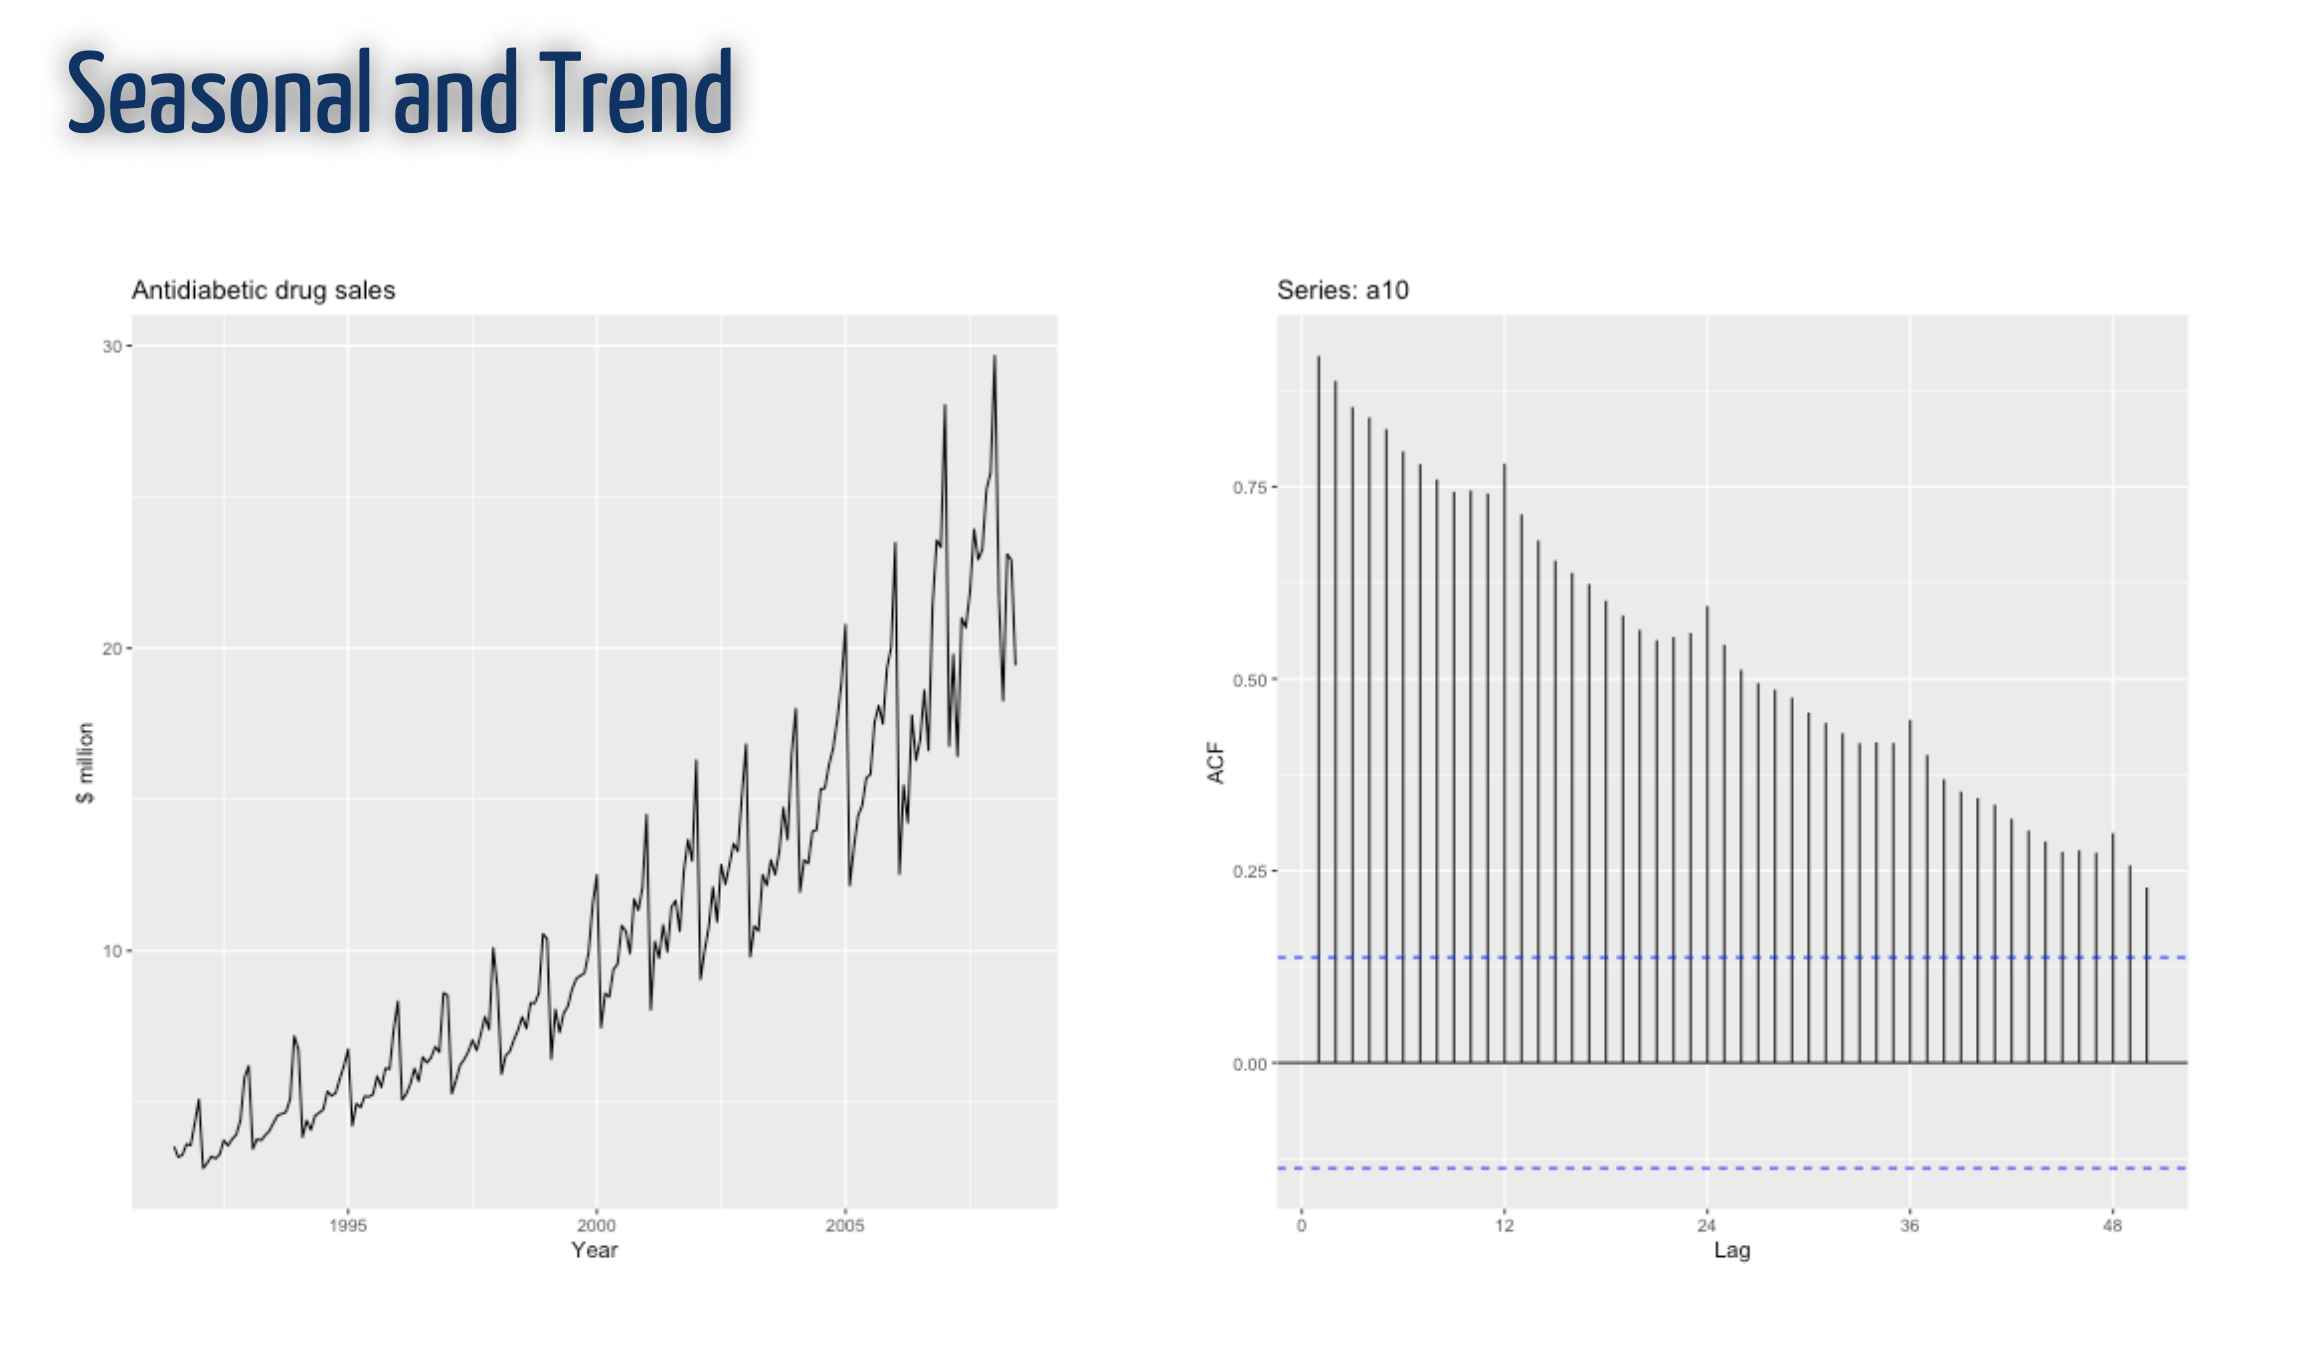 Seasonal and Trend
Antidiabetic drug sales
30
20
10
$ million
1995
2000
2005
Year
Series: a10
0.75
0.50
0.25
0.00
ACF
0
12
24
36
48
Lag